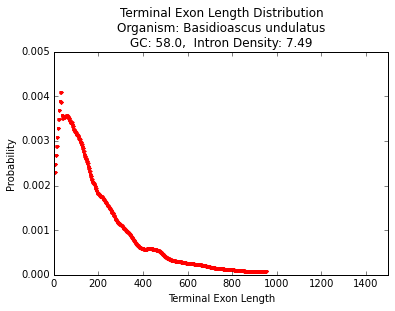 Terminal Exon Length Distribution
Organism: Basidioascus undulatus
GC: 58.0,  Intron Density: 7.49
0.005
0.004
0.003
0.002
0.001
0.000
Probability
0 200 400 600 800 1000 1200 1400
Terminal Exon Length